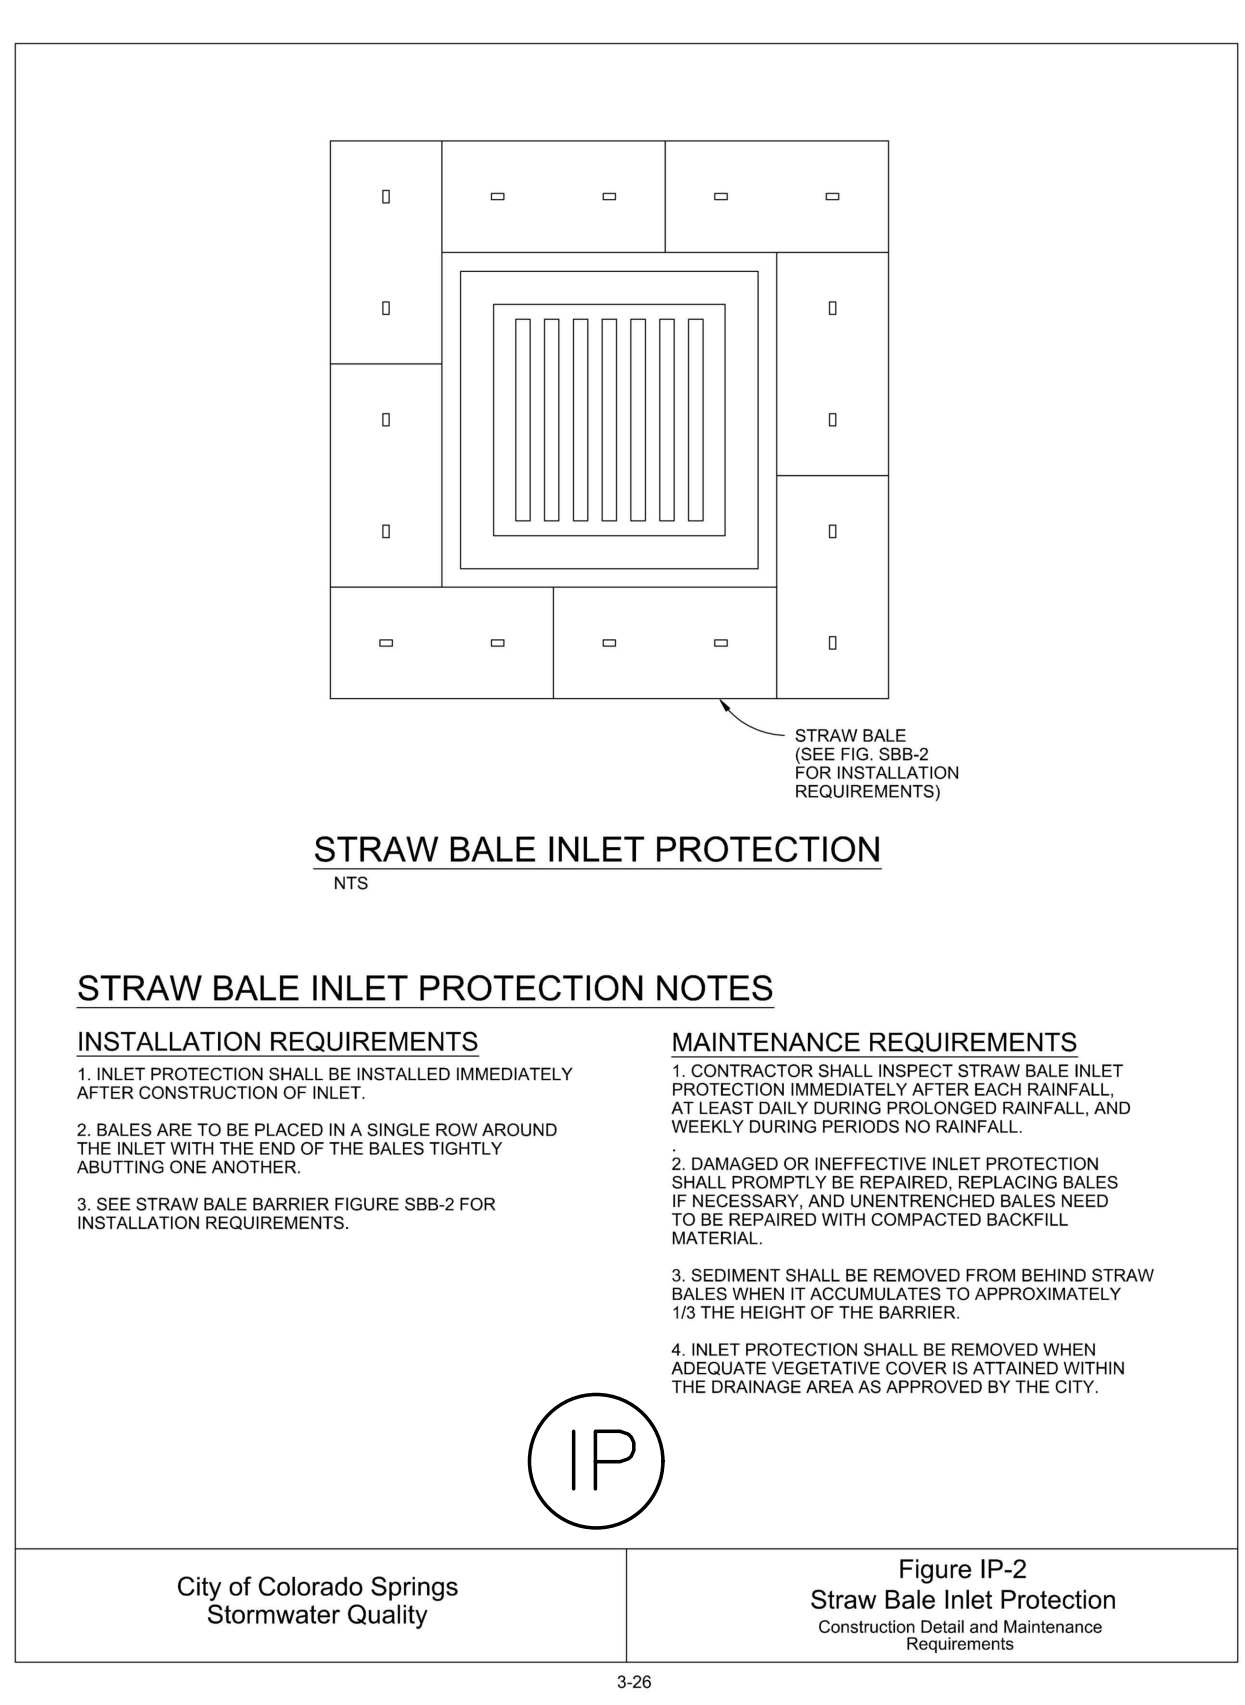 STRAW BALE
(SEE FIG. SBB-2
FOR INSTALLATION
REQUIREMENTS)
STRAW BALE INLET PROTECTION
NTS
STRAW BALE INLET PROTECTION NOTES
INSTALLATION REQUIREMENTS
1. INLET PROTECTION SHALL BE INSTALLED IMMEDIATELY
AFTER CONSTRUCTION OF INLET.
2. BALES ARE TO BE PLACED IN A SINGLE ROW AROUND
THE INLET WITH THE END OF THE BALES TIGHTLY
ABUTTING ONE ANOTHER.
3. SEE STRAW BALE BARRIER FIGURE SBB-2 FOR
INSTALLATION REQUIREMENTS.
MAINTENANCE REQUIREMENTS
1. CONTRACTOR SHALL INSPECT STRAW BALE INLET
PROTECTION IMMEDIATELY AFTER EACH RAINFALL,
AT LEAST DAILY DURING PROLONGED RAINFALL, AND
WEEKLY DURING PERIODS NO RAINFALL.
.
2. DAMAGED OR INEFFECTIVE INLET PROTECTION
SHALL PROMPTLY BE REPAIRED, REPLACING BALES
IF NECESSARY, AND UNENTRENCHED BALES NEED
TO BE REPAIRED WITH COMPACTED BACKFILL
MATERIAL.
3. SEDIMENT SHALL BE REMOVED FROM BEHIND STRAW
BALES WHEN IT ACCUMULATES TO APPROXIMATELY
1/3 THE HEIGHT OF THE BARRIER.
4. INLET PROTECTION SHALL BE REMOVED WHEN
ADEQUATE VEGETATIVE COVER IS ATTAINED WITHIN
THE DRAINAGE AREA AS APPROVED BY THE CITY.
IP
City of Colorado Springs
Stormwater Quality
Figure IP-2
Straw Bale Inlet Protection
Construction Detail and Maintenance
Requirements
3-26